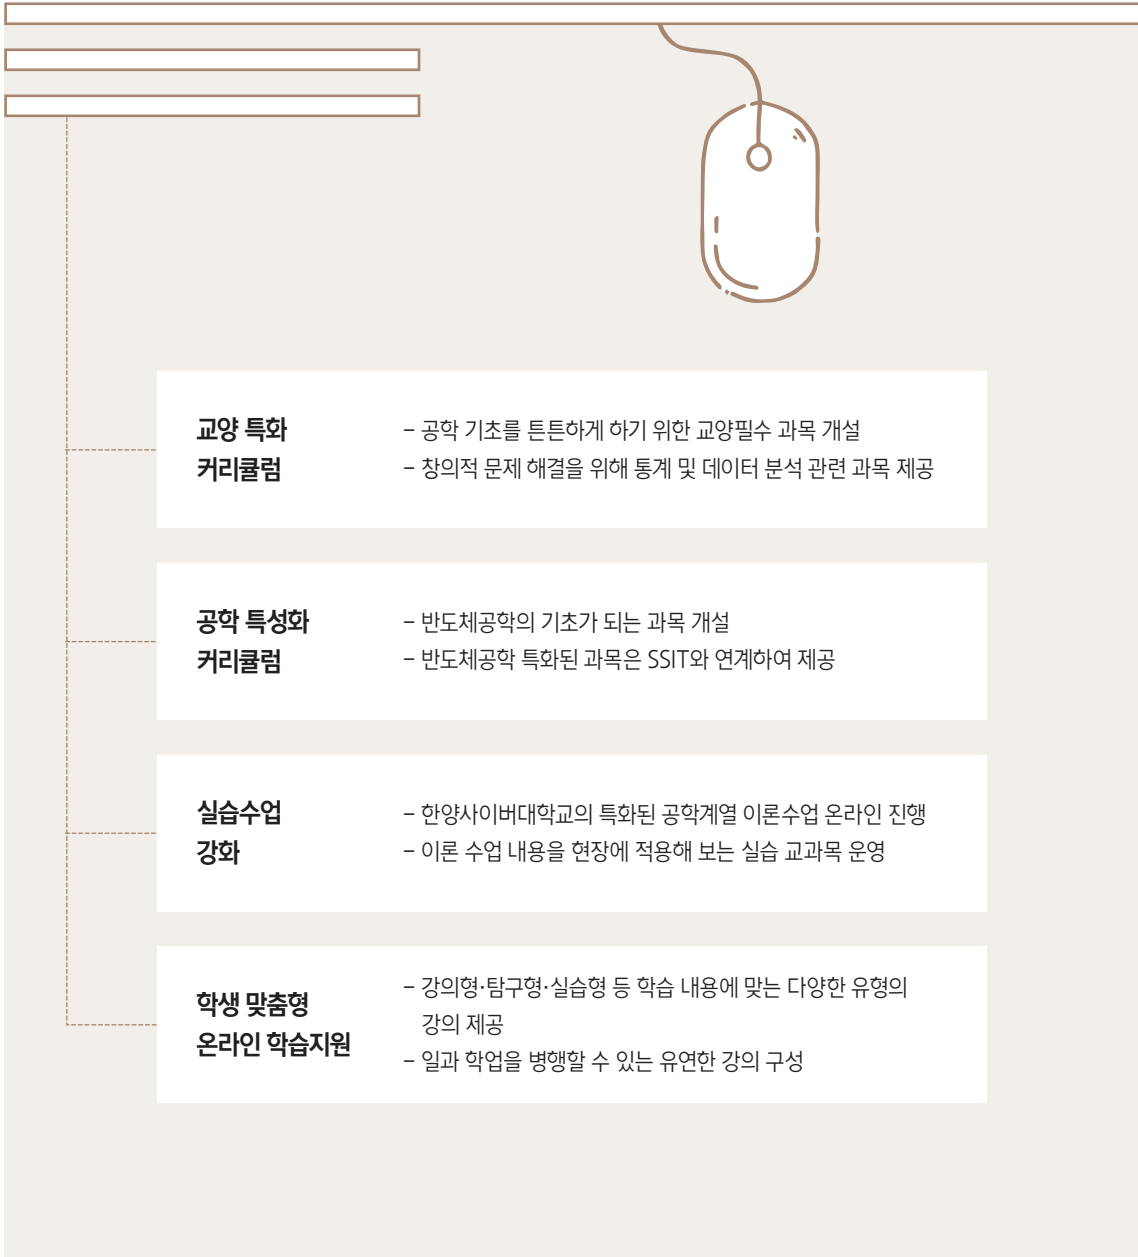 교양 특화
커리큘럼
– 공학 기초를 튼튼하게 하기 위한 교양필수 과목 개설
– 창의적 문제 해결을 위해 통계 및 데이터 분석 관련 과목 제공
공학 특성화
커리큘럼
– 반도체공학의 기초가 되는 과목 개설
– 반도체공학 특화된 과목은 SSIT와 연계하여 제공
실습수업
강화
– 한양사이버대학교의 특화된 공학계열 이론수업 온라인 진행
– 이론 수업 내용을 현장에 적용해 보는 실습 교과목 운영
학생 맞춤형
온라인 학습지원
– 강의형·탐구형·실습형 등 학습 내용에 맞는 다양한 유형의
강의 제공
– 일과 학업을 병행할 수 있는 유연한 강의 구성